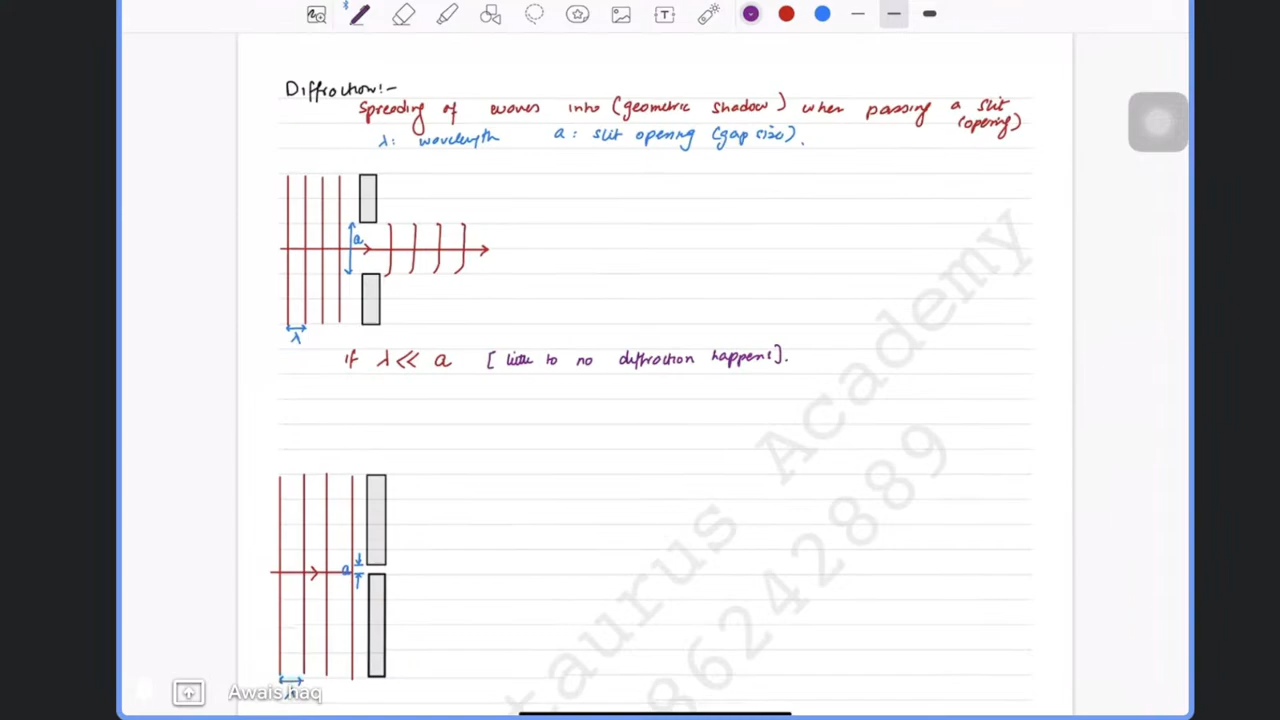 Diffraction:-
Spreading of waves into (geometric shadow) when passing a slit
(opening)
λ: wavelength a: slit opening (gap size).
a
λ
if λ << a [little to no diffraction happens].
a
λ
Awais haq
taurus Academy
86242889
T